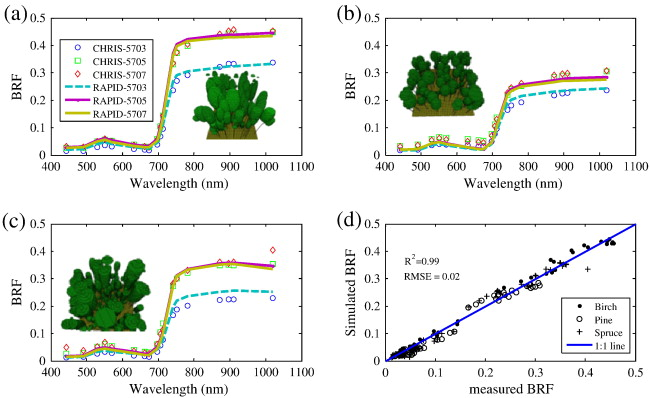 (a)
BRF
0.5
0.4
0.3
0.2
0.1
0
CHRIS-5703
CHRIS-5705
CHRIS-5707
RAPID-5703
RAPID-5705
RAPID-5707
400 500 600 700 800 900 1000 1100
Wavelength (nm)
(b)
BRF
0.5
0.4
0.3
0.2
0.1
0
400 500 600 700 800 900 1000 1100
Wavelength (nm)
(c)
BRF
0.5
0.4
0.3
0.2
0.1
0
400 500 600 700 800 900 1000 1100
Wavelength (nm)
(d)
Simulated BRF
0.5
0.4
0.3
0.2
0.1
0
R²=0.99
RMSE = 0.02
Birch
Pine
Spruce
1:1 line
0 0.1 0.2 0.3 0.4 0.5
measured BRF